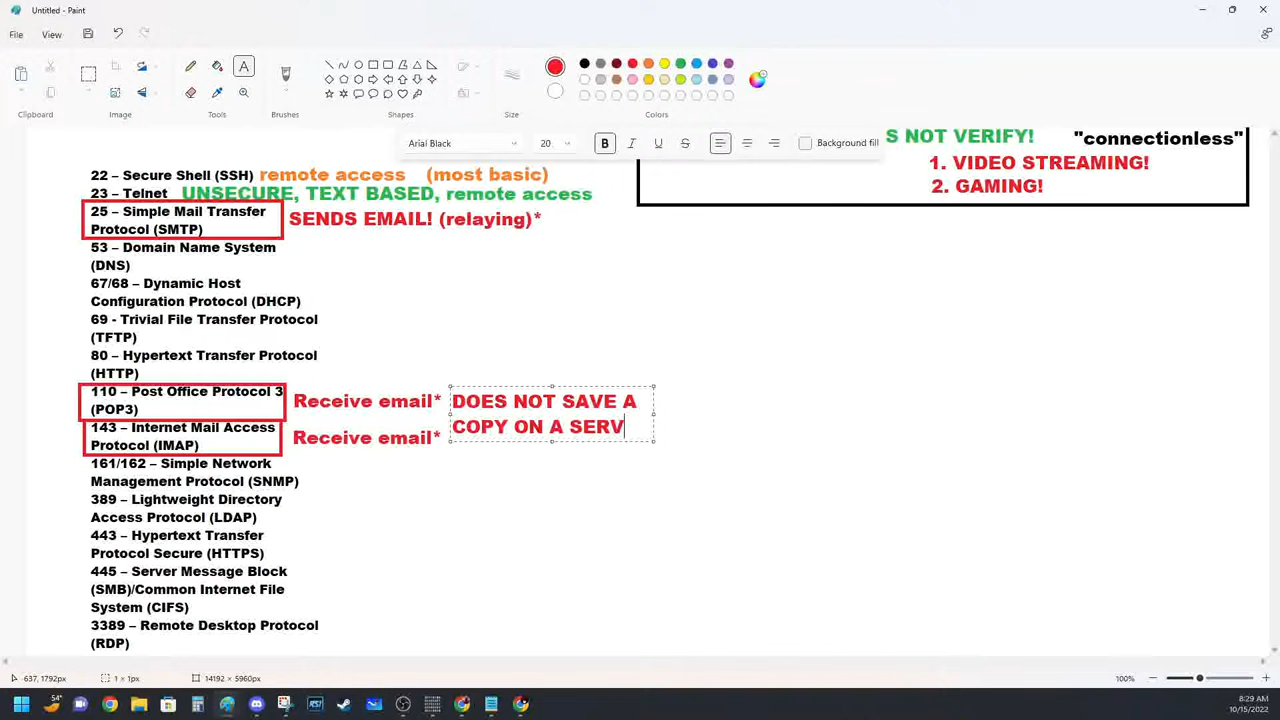 Untitled - Paint
File View
Clipboard Image Tools Brushes Shapes Size Colors
Arial Black 20 B I U S Background fill
S NOT VERIFY! "connectionless"
1. VIDEO STREAMING!
2. GAMING!
22 – Secure Shell (SSH) remote access (most basic)
23 – Telnet UNSECURE, TEXT BASED, remote access
25 – Simple Mail Transfer
Protocol (SMTP)
SENDS EMAIL! (relaying)*
53 – Domain Name System
(DNS)
67/68 – Dynamic Host
Configuration Protocol (DHCP)
69 - Trivial File Transfer Protocol
(TFTP)
80 – Hypertext Transfer Protocol
(HTTP)
110 – Post Office Protocol 3
(POP3)
Receive email*
DOES NOT SAVE A
COPY ON A SERV
143 – Internet Mail Access
Protocol (IMAP)
Receive email*
161/162 – Simple Network
Management Protocol (SNMP)
389 – Lightweight Directory
Access Protocol (LDAP)
443 – Hypertext Transfer
Protocol Secure (HTTPS)
445 – Server Message Block
(SMB)/Common Internet File
System (CIFS)
3389 – Remote Desktop Protocol
(RDP)
-637, 1792px 1 × 1px 14192 × 5960px 100%
54°
RSI
8:29 AM
10/15/2022